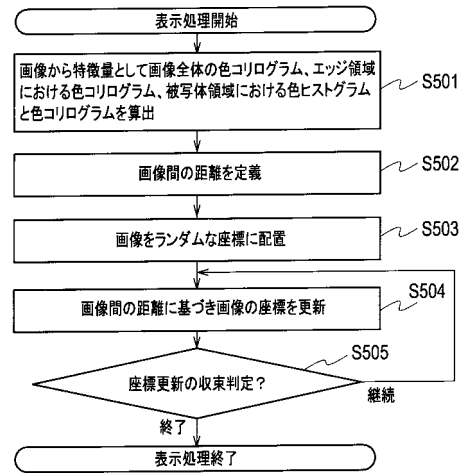 表示処理開始
画像から特徴量として画像全体の色コリログラム、エッジ領域
における色コリログラム、被写体領域における色ヒストグラム
と色コリログラムを算出
S501
画像間の距離を定義
S502
画像をランダムな座標に配置
S503
画像間の距離に基づき画像の座標を更新
S504
座標更新の収束判定?
S505
継続
終了
表示処理終了